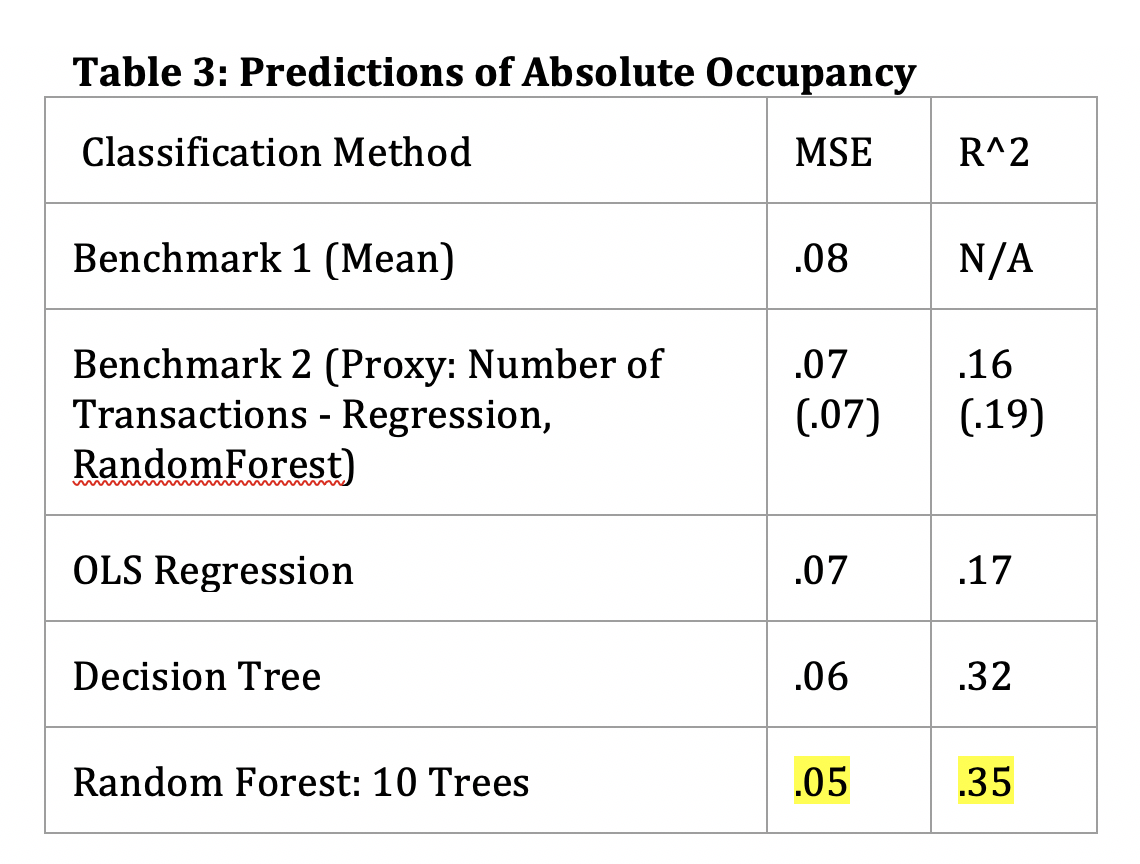 Table 3: Predictions of Absolute Occupancy
Classification Method MSE R^2
Benchmark 1 (Mean) .08 N/A
Benchmark 2 (Proxy: Number of .07 .16
Transactions - Regression, (.07) (.19)
RandomForest)
OLS Regression .07 .17
Decision Tree .06 .32
Random Forest: 10 Trees .05 .35